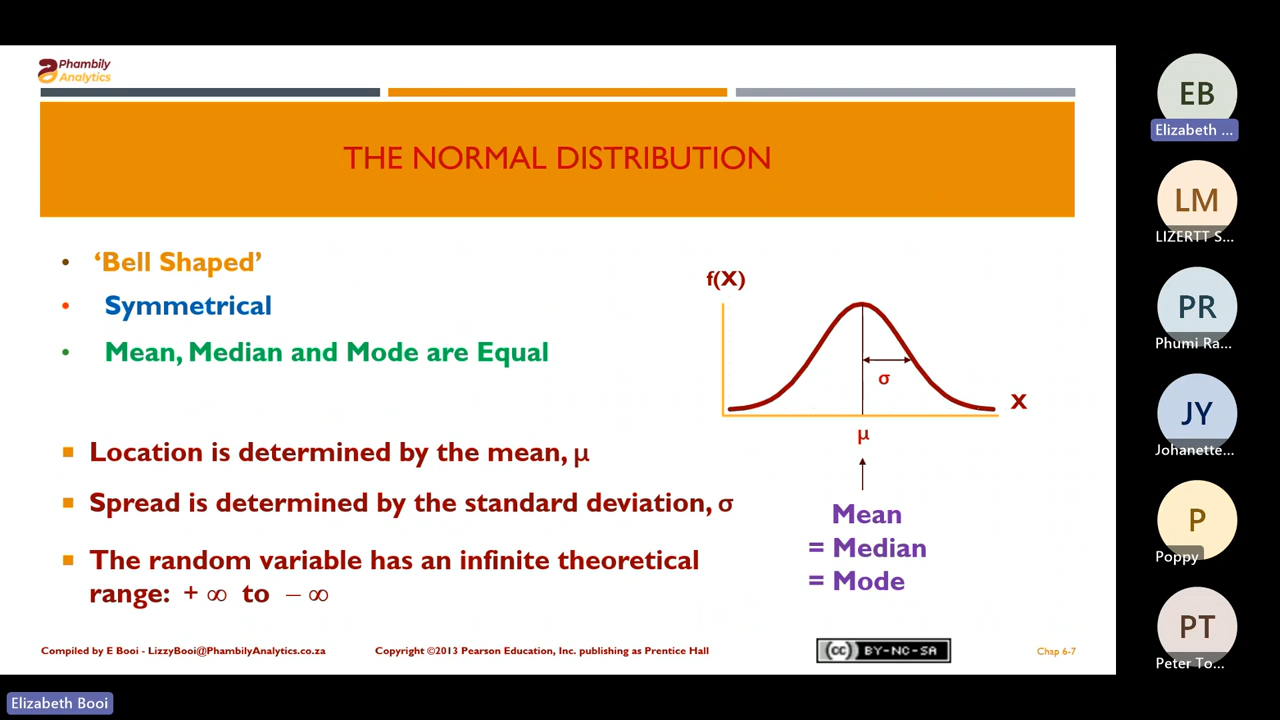 Phambily
Analytics
THE NORMAL DISTRIBUTION
• ‘Bell Shaped’
• Symmetrical
• Mean, Median and Mode are Equal
Location is determined by the mean, μ
Spread is determined by the standard deviation, σ
The random variable has an infinite theoretical
range: + ∞ to − ∞
f(X)
σ
X
μ
Mean
= Median
= Mode
Compiled by E Booi - LizzyBooi@PhambilyAnalytics.co.za
Copyright ©2013 Pearson Education, Inc. publishing as Prentice Hall
(cc) BY-NC-SA
Chap 6-7
EB
Elizabeth ...
LM
LIZERTT S...
PR
Phumi Ra...
JY
Johanette...
P
Poppy
PT
Peter To...
Elizabeth Booi